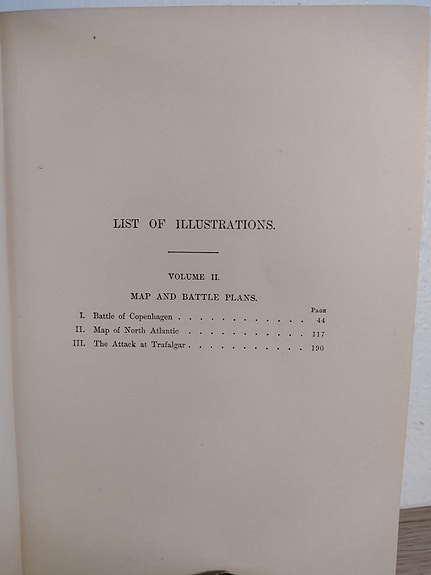 LIST OF ILLUSTRATIONS.
VOLUME II.
MAP AND BATTLE PLANS.
PAGE
I. Battle of Copenhagen . . . . . . . . . . . 44
II. Map of North Atlantic . . . . . . . . . . . 117
III. The Attack at Trafalgar . . . . . . . . . . . 190